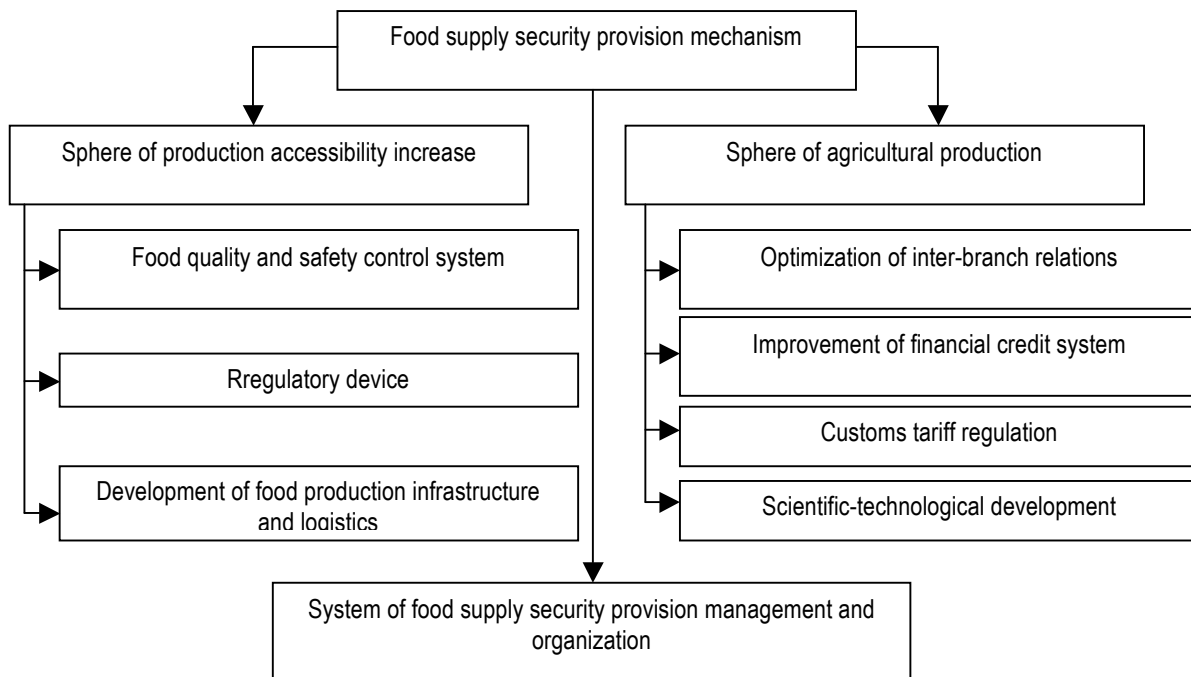 Food supply security provision mechanism
Sphere of production accessibility increase
Food quality and safety control system
Rregulatory device
Development of food production infrastructure
and logistics
Sphere of agricultural production
Optimization of inter-branch relations
Improvement of financial credit system
Customs tariff regulation
Scientific-technological development
System of food supply security provision management and
organization